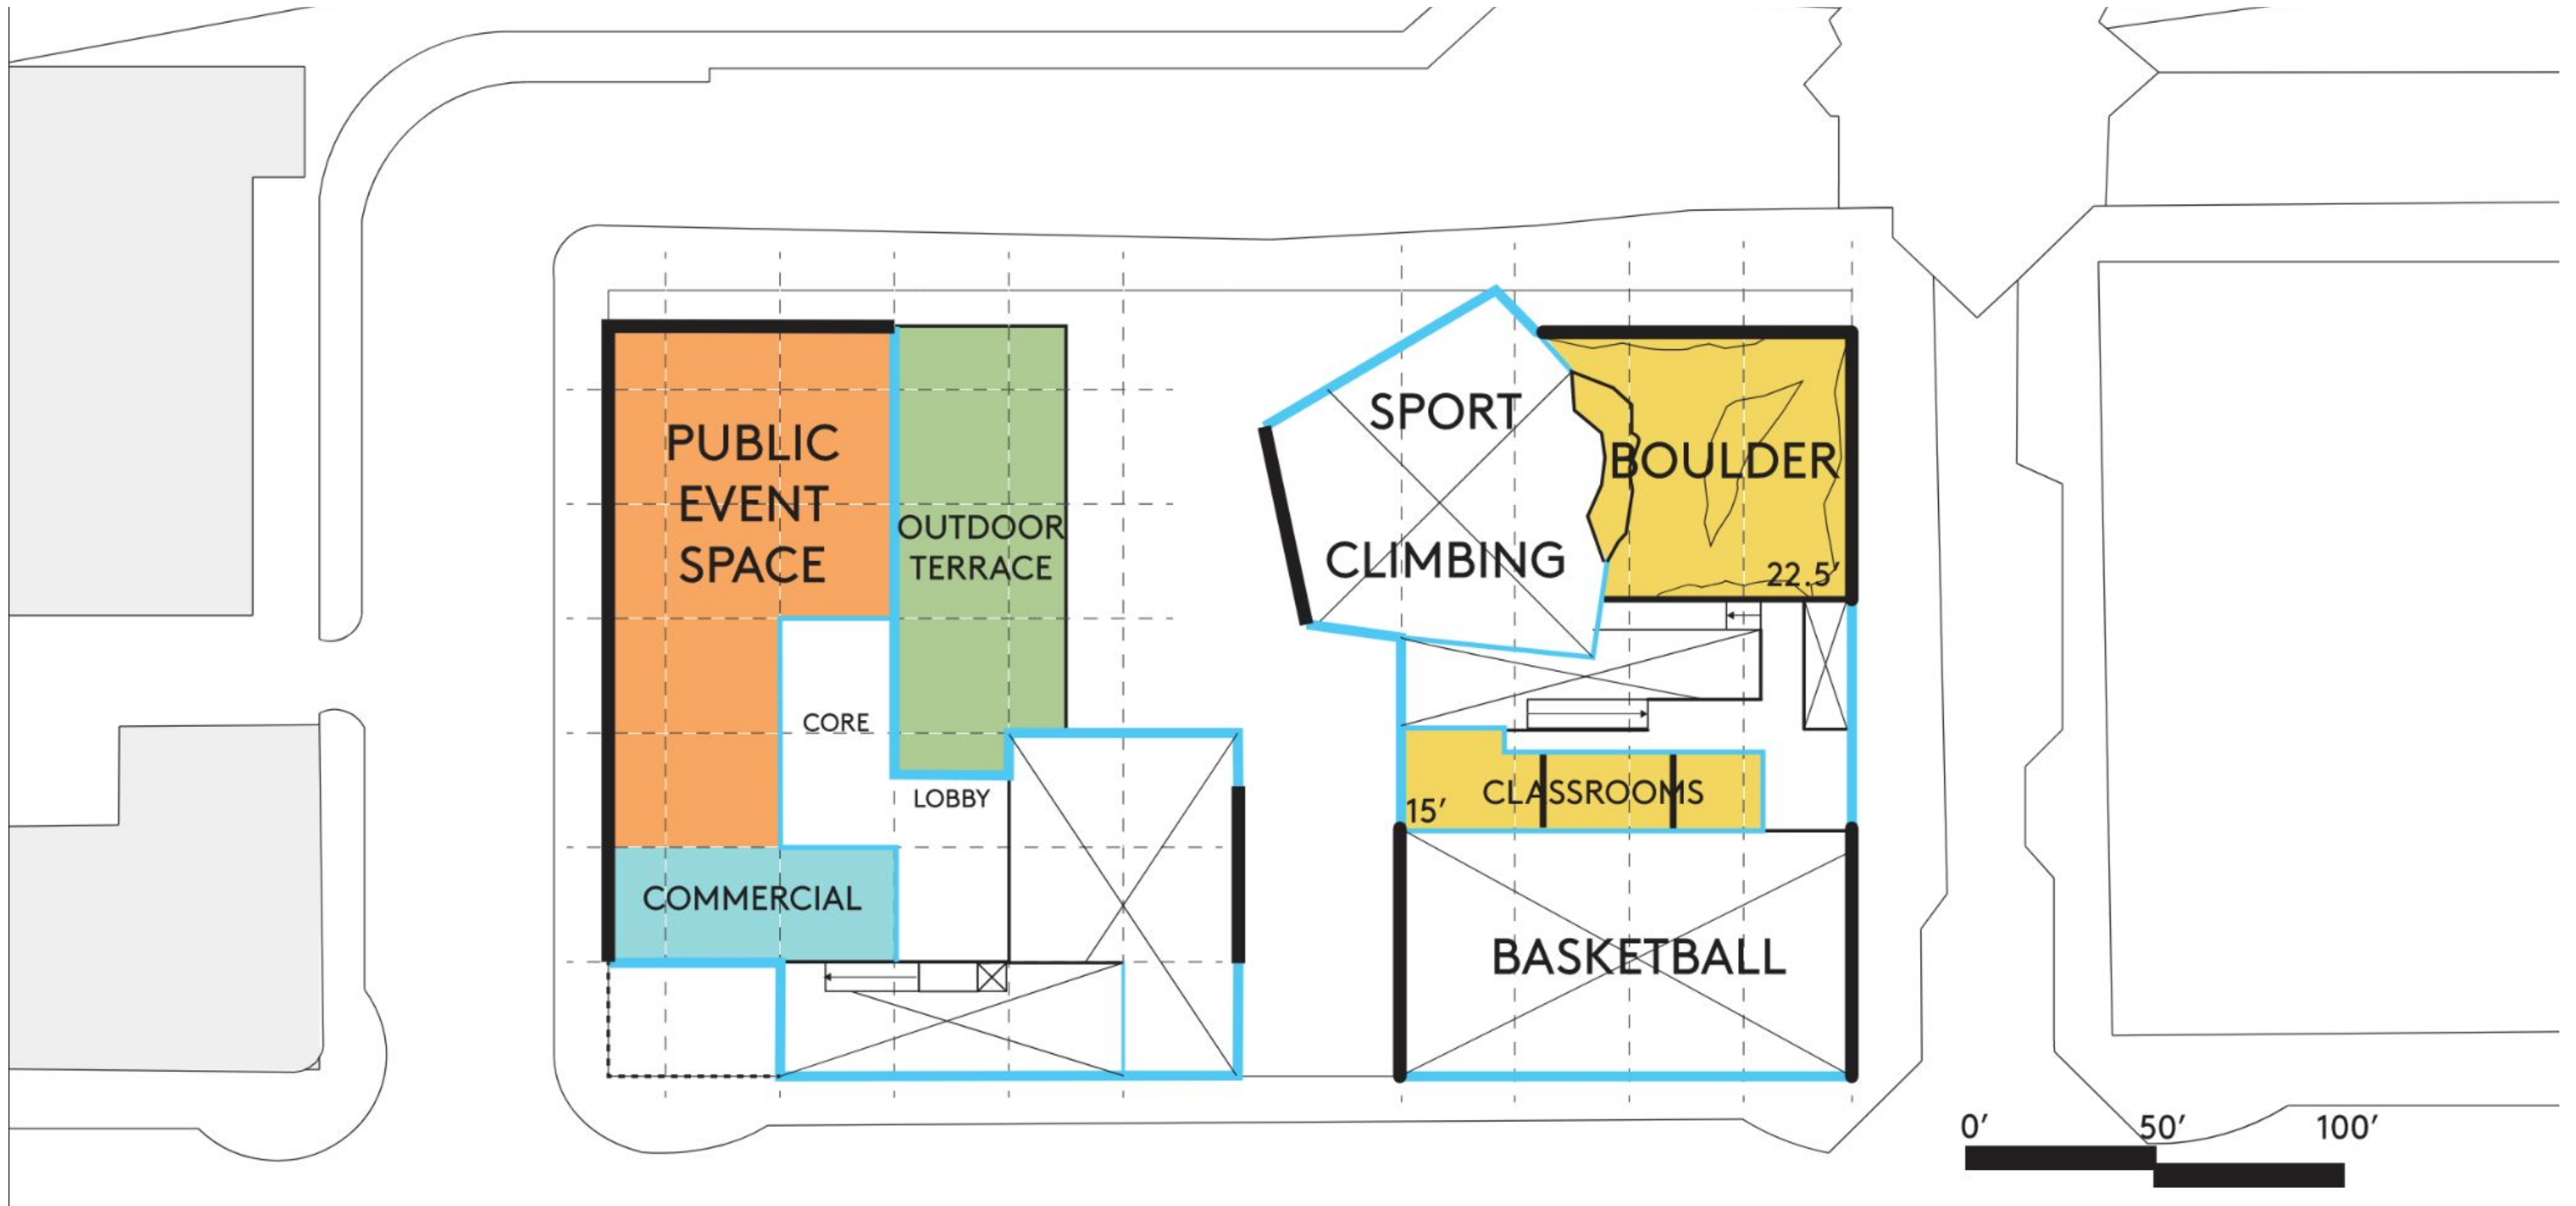 PUBLIC
EVENT
SPACE
OUTDOOR
TERRACE
CORE
LOBBY
COMMERCIAL
SPORT
CLIMBING
BOULDER
22.5'
15'
CLASSROOMS
BASKETBALL
0' 50' 100'